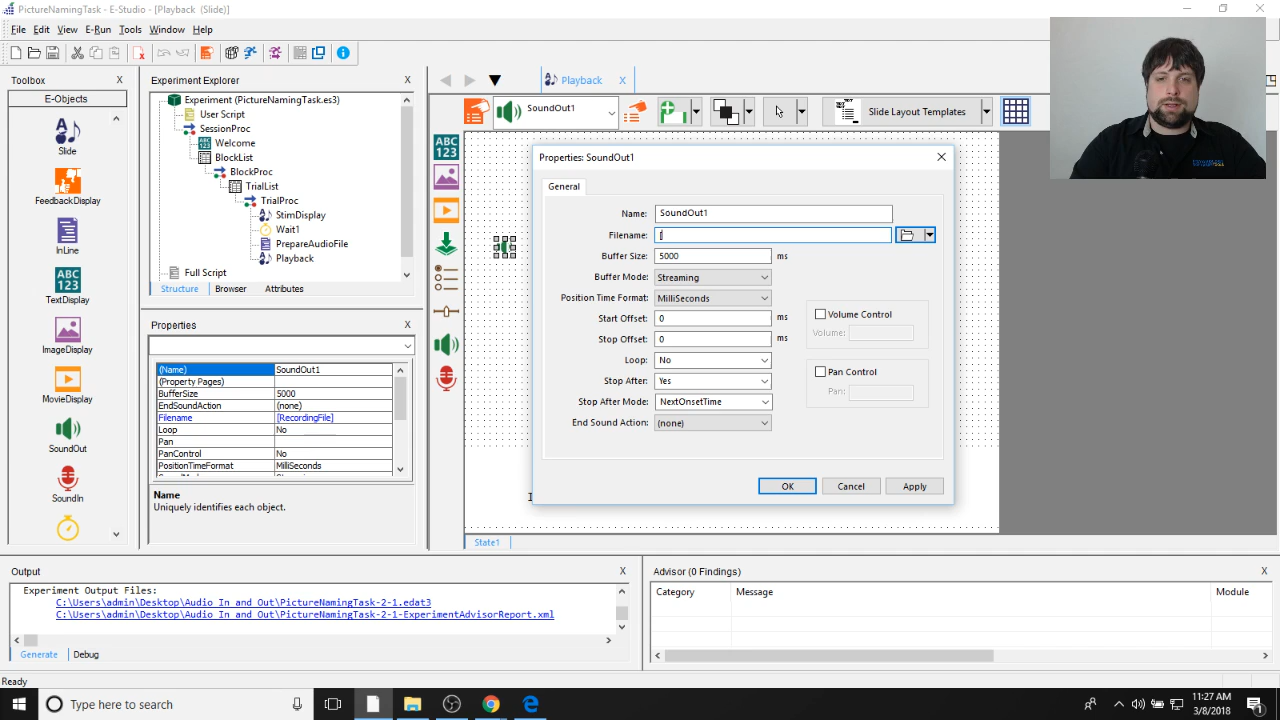 PictureNamingTask - E-Studio - [Playback (Slide)]
File Edit View E-Run Tools Window Help
Toolbox X
E-Objects
Slide
FeedbackDisplay
InLine
ABC
123
TextDisplay
ImageDisplay
MovieDisplay
SoundOut
SoundIn
Experiment Explorer X
Experiment (PictureNamingTask.es3)
User Script
SessionProc
Welcome
BlockList
BlockProc
TrialList
TrialProc
StimDisplay
Wait1
PrepareAudioFile
Playback
Full Script
Structure Browser Attributes
Properties X
(Name) SoundOut1
(Property Pages)
BufferSize 5000
EndSoundAction (none)
Filename [RecordingFile]
Loop No
Pan
PanControl No
PositionTimeFormat MilliSeconds
Name
Uniquely identifies each object.
Playback X
SoundOut1
Slide Layout Templates
ABC
123
Properties: SoundOut1
General
Name: SoundOut1
Filename: [
Buffer Size: 5000 ms
Buffer Mode: Streaming
Position Time Format: MilliSeconds
Start Offset: 0 ms
Stop Offset: 0 ms
Loop: No
Stop After: Yes
Stop After Mode: NextOnsetTime
End Sound Action: (none)
Volume Control
Volume:
Pan Control
Pan:
OK Cancel Apply
State1
Output X
Experiment Output Files:
C:\Users\admin\Desktop\Audio In and Out\PictureNamingTask-2-1.edat3
C:\Users\admin\Desktop\Audio In and Out\PictureNamingTask-2-1-ExperimentAdvisorReport.xml
Generate Debug
Advisor (0 Findings) X
Category Message Module
Ready
Type here to search
11:27 AM
3/8/2018
1